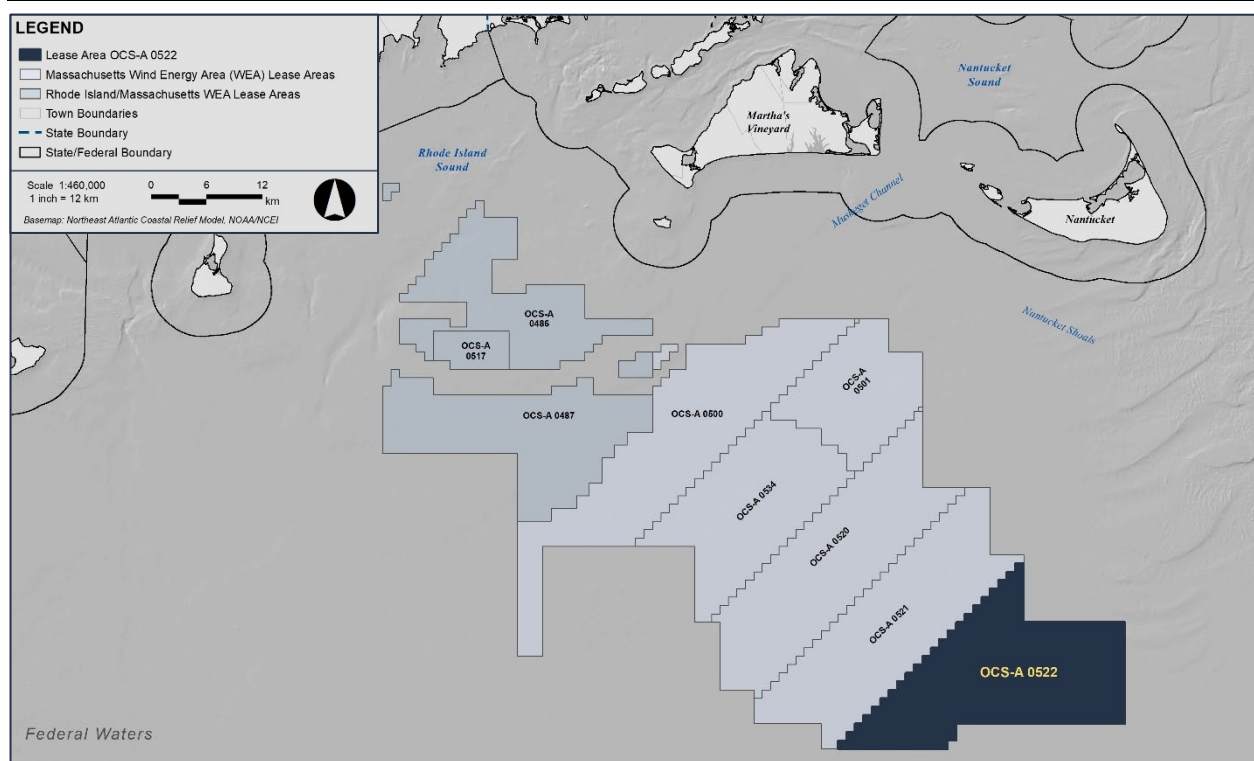 LEGEND
Lease Area OCS-A 0522
Massachusetts Wind Energy Area (WEA) Lease Areas
Rhode Island/Massachusetts WEA Lease Areas
Town Boundaries
State Boundary
State/Federal Boundary
Scale 1:460,000
1 inch = 12 km
0 6 12
km
Basemap: Northeast Atlantic Coastal Relief Model, NOAA/NCEI
Nantucket
Sound
Martha's
Vineyard
Rhode Island
Sound
Muskeget Channel
Nantucket
Nantucket Shoals
OCS-A
0486
OCS-A
0517
OCS-A
0501
OCS-A 0487
OCS-A 0500
OCS-A 0534
OCS-A 0520
OCS-A 0521
OCS-A 0522
Federal Waters